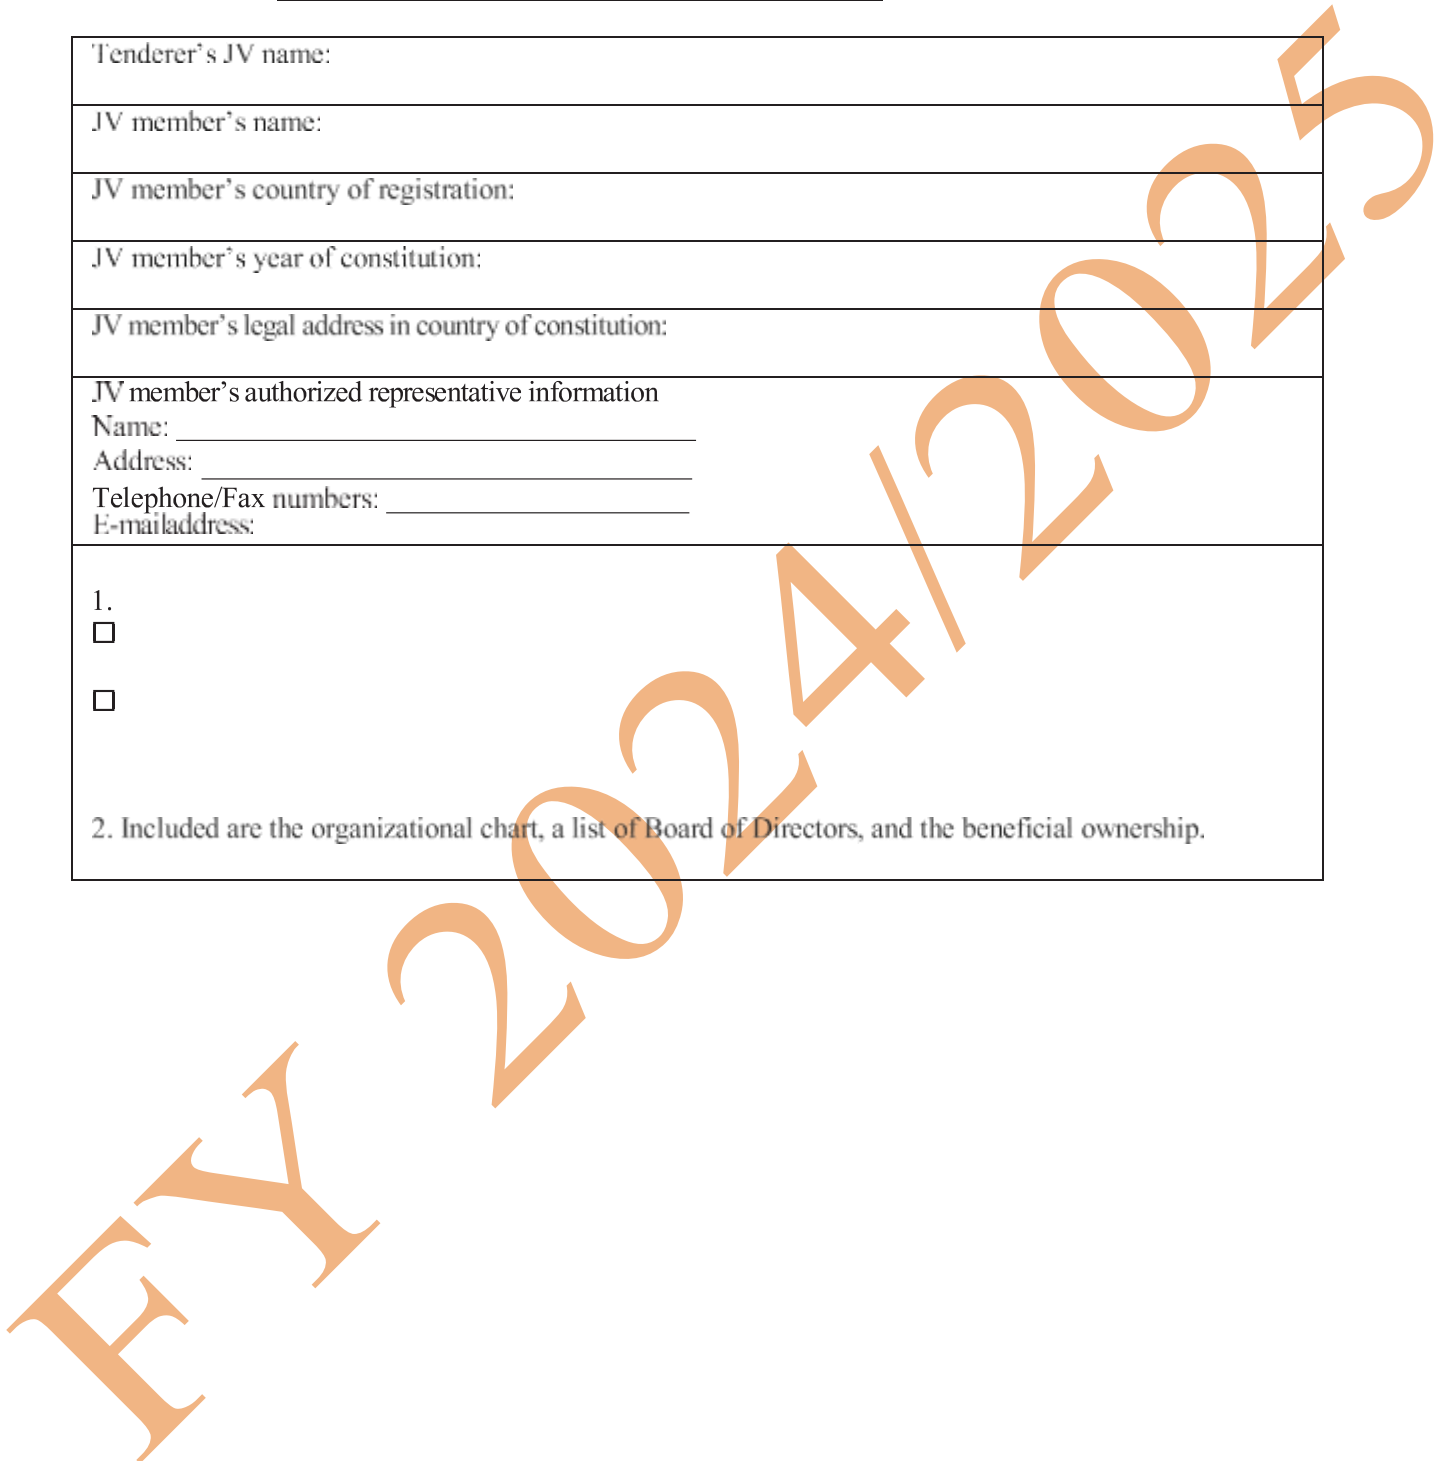 Tenderer's JV name:
JV member's name:
JV member's country of registration:
JV member's year of constitution:
JV member's legal address in country of constitution:
JV member's authorized representative information
Name:
Address:
Telephone/Fax numbers:
E-mailaddress:
1.
2. Included are the organizational chart, a list of Board of Directors, and the beneficial ownership.
FY 2024/2025